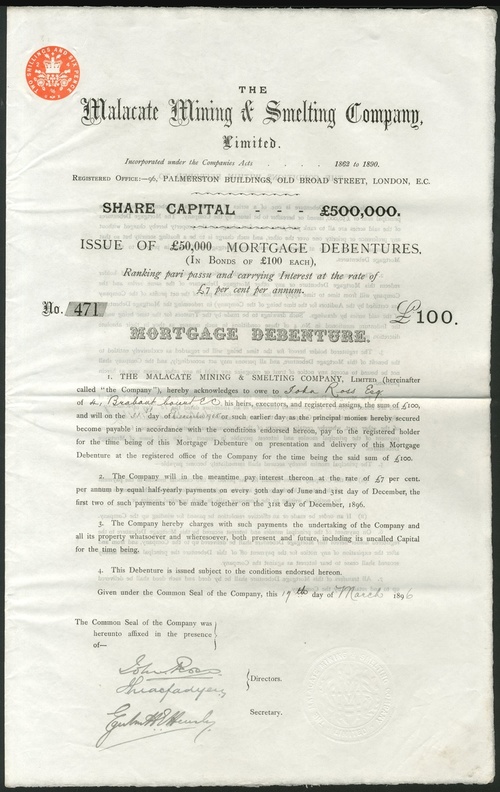 TWO SHILLINGS AND SIX PENCE
THE
Malacate Mining & Smelting Company,
Limited.
Incorporated under the Companies Acts . . . . . 1862 to 1890.
REGISTERED OFFICE:—96, PALMERSTON BUILDINGS, OLD BROAD STREET, LONDON, E.C.
SHARE CAPITAL - - - £500,000.
ISSUE OF £50,000 MORTGAGE DEBENTURES,
(IN BONDS OF £100 EACH),
Ranking pari passu and carrying Interest at the rate of
£7 per cent per annum.
No. 471 £100.
MORTGAGE DEBENTURE.
1. THE MALACATE MINING & SMELTING COMPANY, LIMITED (hereinafter
called "the Company"), hereby acknowledges to owe to John Ross Esq
of 4, Brabant Court EC his heirs, executors, and registered assigns, the sum of £100,
and will on the day of or such earlier day as the principal monies hereby secured
become payable in accordance with the conditions endorsed hereon, pay to the registered holder
for the time being of this Mortgage Debenture on presentation and delivery of this Mortgage
Debenture at the registered office of the Company for the time being the said sum of £100.
2. The Company will in the meantime pay interest thereon at the rate of £7 per cent.
per annum by equal half-yearly payments on every 30th day of June and 31st day of December, the
first two of such payments to be made together on the 31st day of December, 1896.
3. The Company hereby charges with such payments the undertaking of the Company and
all its property whatsoever and wheresoever, both present and future, including its uncalled Capital
for the time being.
4. This Debenture is issued subject to the conditions endorsed hereon.
Given under the Common Seal of the Company, this 19th day of March 1896
The Common Seal of the Company was
hereunto affixed in the presence
of—
John Ross
Directors.
Secretary.